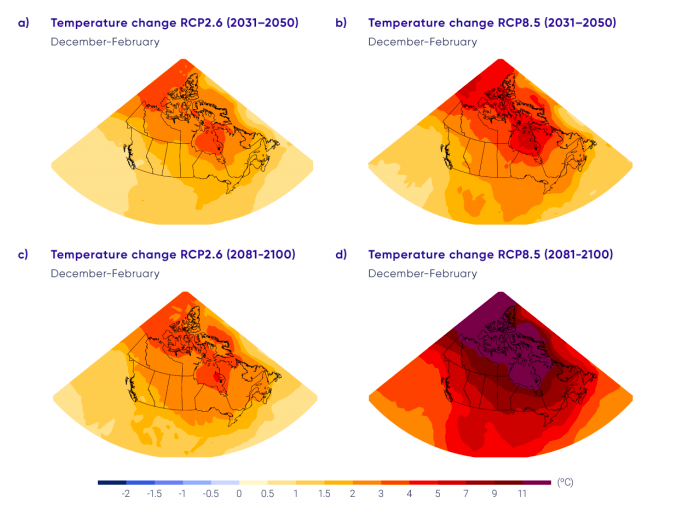 a) Temperature change RCP2.6 (2031–2050)
December-February
b) Temperature change RCP8.5 (2031–2050)
December-February
c) Temperature change RCP2.6 (2081-2100)
December-February
d) Temperature change RCP8.5 (2081-2100)
December-February
-2 -1.5 -1 -0.5 0 0.5 1 1.5 2 3 4 5 7 9 11 (°C)